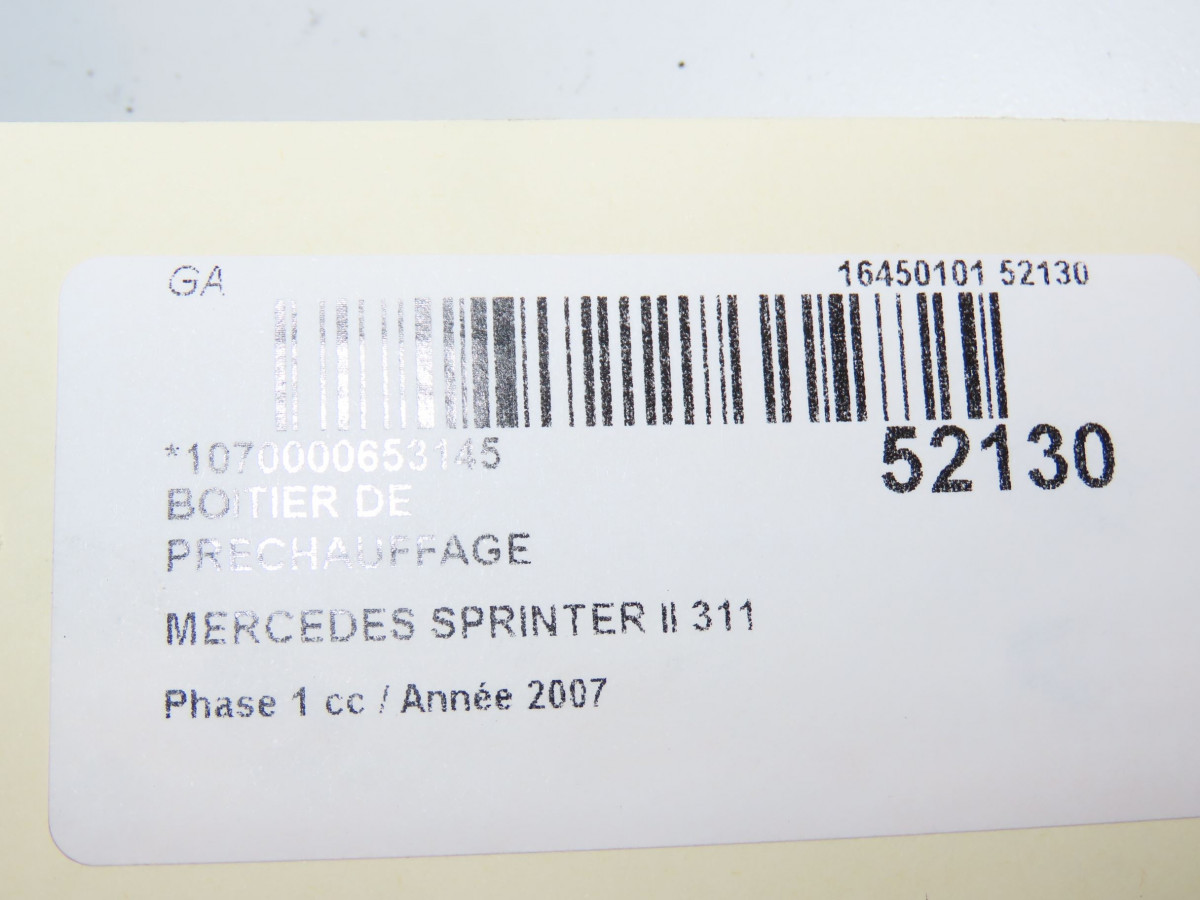 GA
16450101 52130
*1070000653145
52130
BOITIER DE
PRECHAUFFAGE
MERCEDES SPRINTER II 311
Phase 1 cc / Année 2007